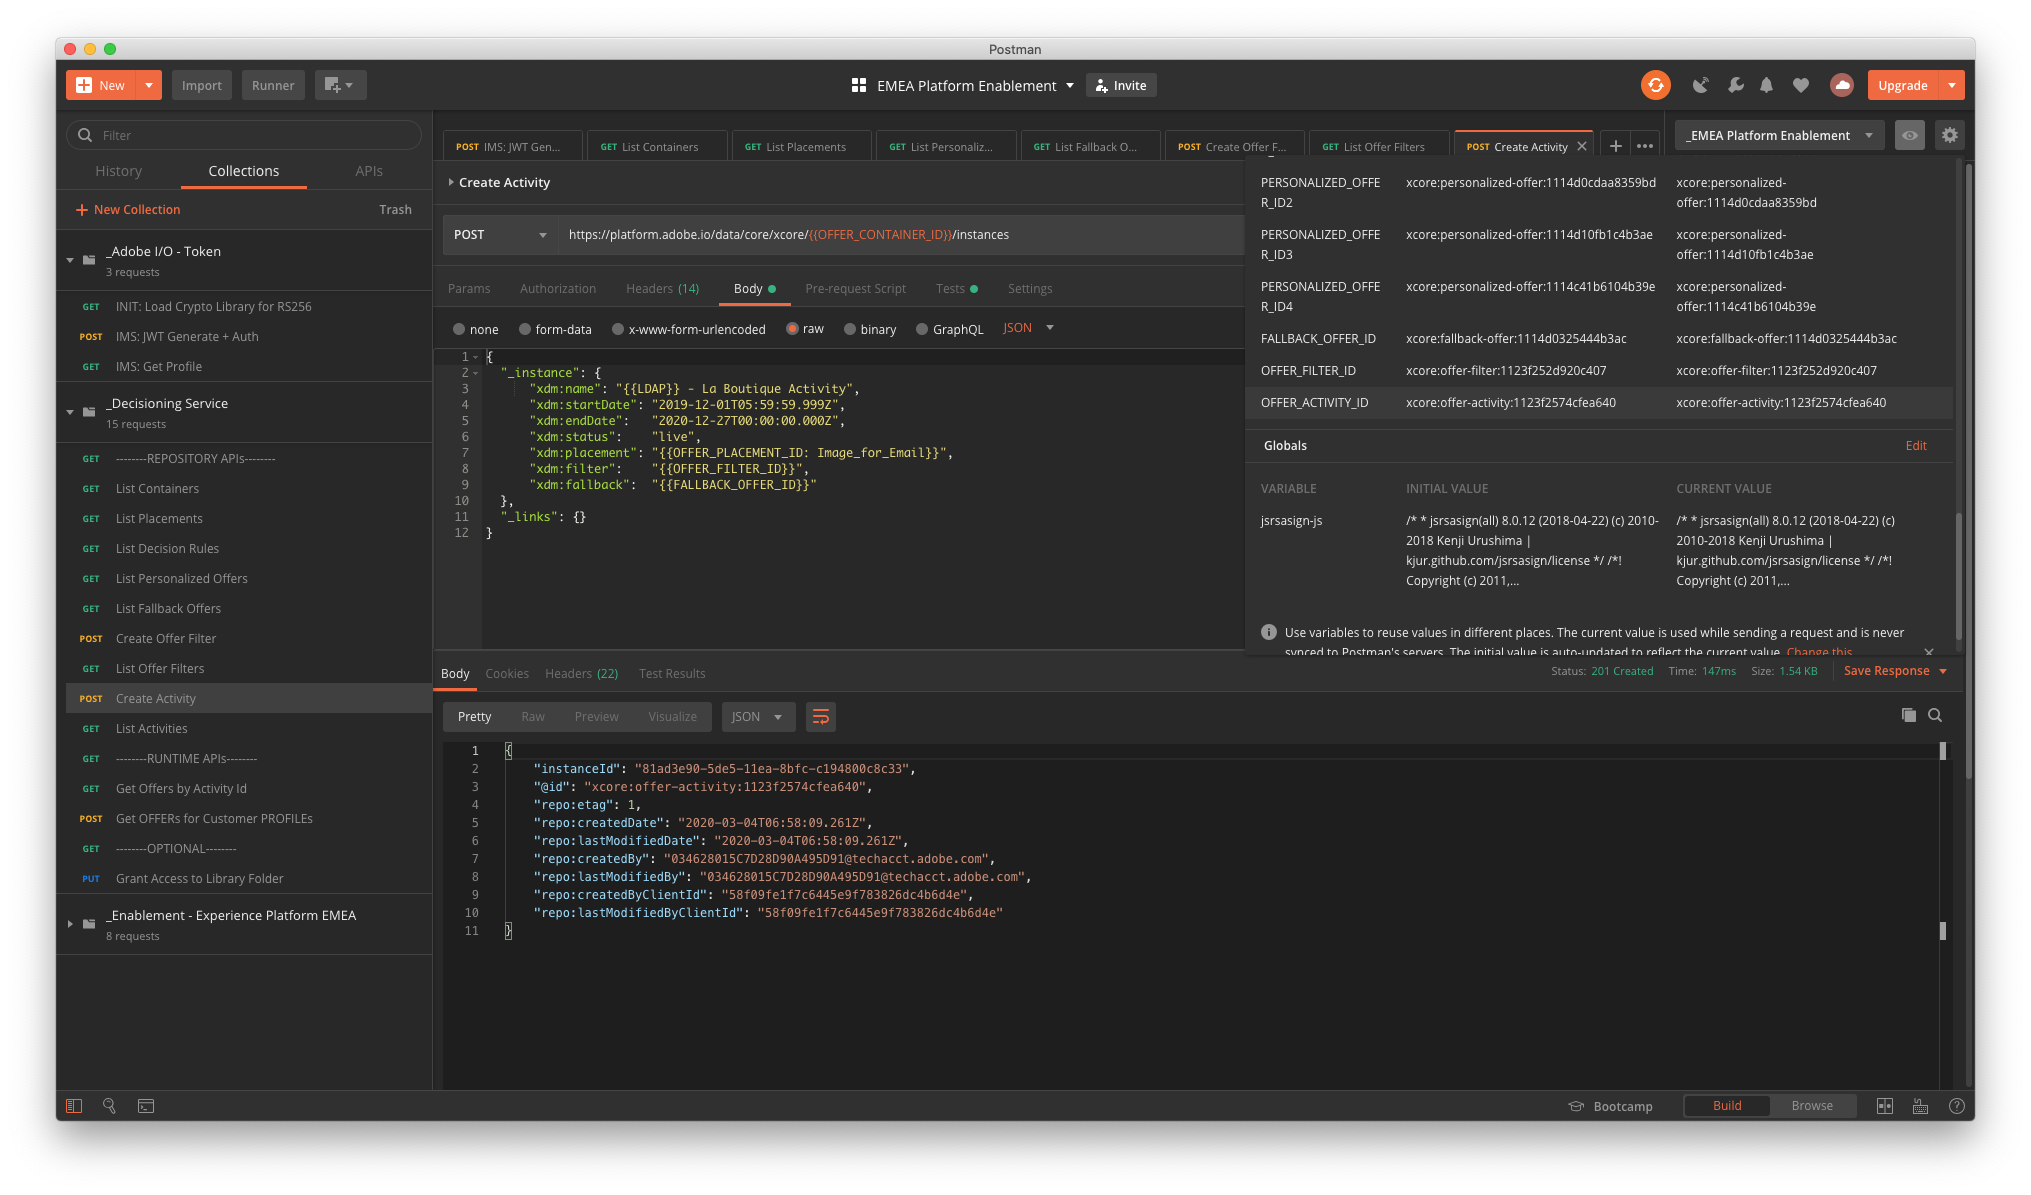 Postman
New
Import
Runner
EMEA Platform Enablement
Invite
Upgrade
Filter
History
Collections
APIs
New Collection
Trash
_Adobe I/O - Token
3 requests
GET INIT: Load Crypto Library for RS256
POST IMS: JWT Generate + Auth
GET IMS: Get Profile
_Decisioning Service
15 requests
GET --------REPOSITORY APIs--------
GET List Containers
GET List Placements
GET List Decision Rules
GET List Personalized Offers
GET List Fallback Offers
POST Create Offer Filter
GET List Offer Filters
POST Create Activity
GET List Activities
GET --------RUNTIME APIs--------
GET Get Offers by Activity Id
POST Get OFFERs for Customer PROFILEs
GET --------OPTIONAL--------
PUT Grant Access to Library Folder
_Enablement - Experience Platform EMEA
8 requests
POST IMS: JWT Gen...
GET List Containers
GET List Placements
GET List Personaliz...
GET List Fallback O...
POST Create Offer F...
GET List Offer Filters
POST Create Activity
_EMEA Platform Enablement
Create Activity
POST
https://platform.adobe.io/data/core/xcore/{{OFFER_CONTAINER_ID}}/instances
Params
Authorization
Headers (14)
Body
Pre-request Script
Tests
Settings
none
form-data
x-www-form-urlencoded
raw
binary
GraphQL
JSON
1 {
2 "_instance": {
3 "xdm:name": "{{LDAP}} - La Boutique Activity",
4 "xdm:startDate": "2019-12-01T05:59:59.999Z",
5 "xdm:endDate": "2020-12-27T00:00:00.000Z",
6 "xdm:status": "live",
7 "xdm:placement": "{{OFFER_PLACEMENT_ID: Image_for_Email}}",
8 "xdm:filter": "{{OFFER_FILTER_ID}}",
9 "xdm:fallback": "{{FALLBACK_OFFER_ID}}"
10 },
11 "_links": {}
12 }
PERSONALIZED_OFFE xcore:personalized-offer:1114d0cdaa8359bd xcore:personalized-
R_ID2 offer:1114d0cdaa8359bd
PERSONALIZED_OFFE xcore:personalized-offer:1114d10fb1c4b3ae xcore:personalized-
R_ID3 offer:1114d10fb1c4b3ae
PERSONALIZED_OFFE xcore:personalized-offer:1114c41b6104b39e xcore:personalized-
R_ID4 offer:1114c41b6104b39e
FALLBACK_OFFER_ID xcore:fallback-offer:1114d0325444b3ac xcore:fallback-offer:1114d0325444b3ac
OFFER_FILTER_ID xcore:offer-filter:1123f252d920c407 xcore:offer-filter:1123f252d920c407
OFFER_ACTIVITY_ID xcore:offer-activity:1123f2574cfea640 xcore:offer-activity:1123f2574cfea640
Globals
Edit
VARIABLE INITIAL VALUE CURRENT VALUE
jsrsasign-js /* * jsrsasign(all) 8.0.12 (2018-04-22) (c) 2010- /* * jsrsasign(all) 8.0.12 (2018-04-22) (c)
2018 Kenji Urushima | 2010-2018 Kenji Urushima |
kjur.github.com/jsrsasign/license */ /*! kjur.github.com/jsrsasign/license */ /*!
Copyright (c) 2011,... Copyright (c) 2011,...
Use variables to reuse values in different places. The current value is used while sending a request and is never
synced to Postman's servers. The initial value is auto-updated to reflect the current value. Change this
Body
Cookies
Headers (22)
Test Results
Status: 201 Created
Time: 147ms
Size: 1.54 KB
Save Response
Pretty
Raw
Preview
Visualize
JSON
1 {
2 "instanceId": "81ad3e90-5de5-11ea-8bfc-c194800c8c33",
3 "@id": "xcore:offer-activity:1123f2574cfea640",
4 "repo:etag": 1,
5 "repo:createdDate": "2020-03-04T06:58:09.261Z",
6 "repo:lastModifiedDate": "2020-03-04T06:58:09.261Z",
7 "repo:createdBy": "034628015C7D28D90A495D91@techacct.adobe.com",
8 "repo:lastModifiedBy": "034628015C7D28D90A495D91@techacct.adobe.com",
9 "repo:createdByClientId": "58f09fe1f7c6445e9f783826dc4b6d4e",
10 "repo:lastModifiedByClientId": "58f09fe1f7c6445e9f783826dc4b6d4e"
11 }
Bootcamp
Build
Browse